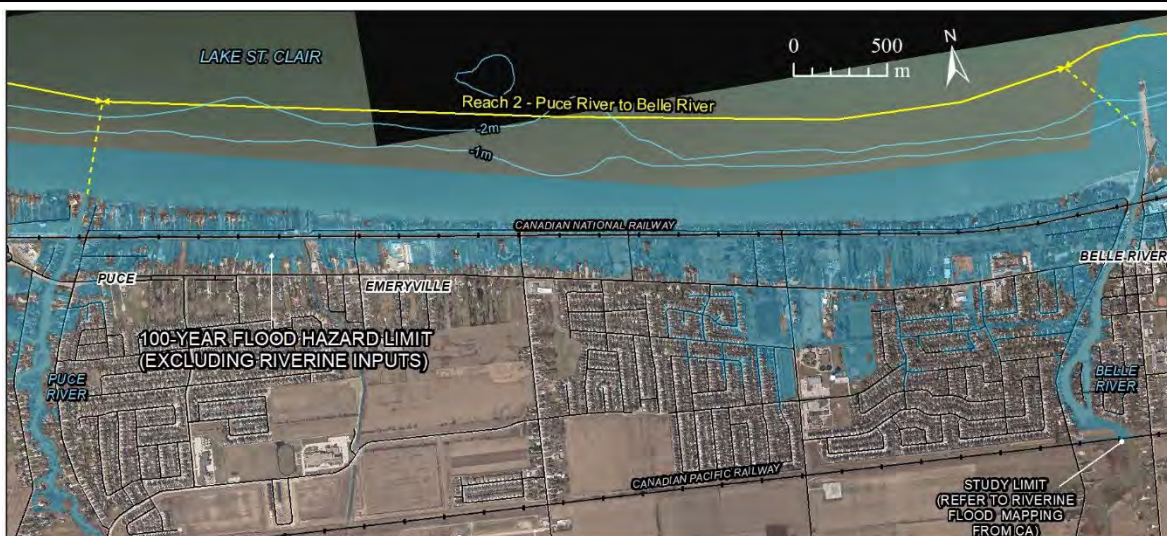 LAKE ST. CLAIR
0 500
m
N
Reach 2 - Puce River to Belle River
-2m
-1m
CANADIAN NATIONAL RAILWAY
PUCE
EMERYVILLE
BELLE RIVER
100-YEAR FLOOD HAZARD LIMIT
(EXCLUDING RIVERINE INPUTS)
PUCE
RIVER
BELLE
RIVER
CANADIAN PACIFIC RAILWAY
STUDY LIMIT
(REFER TO RIVERINE
FLOOD MAPPING
FROM CA)